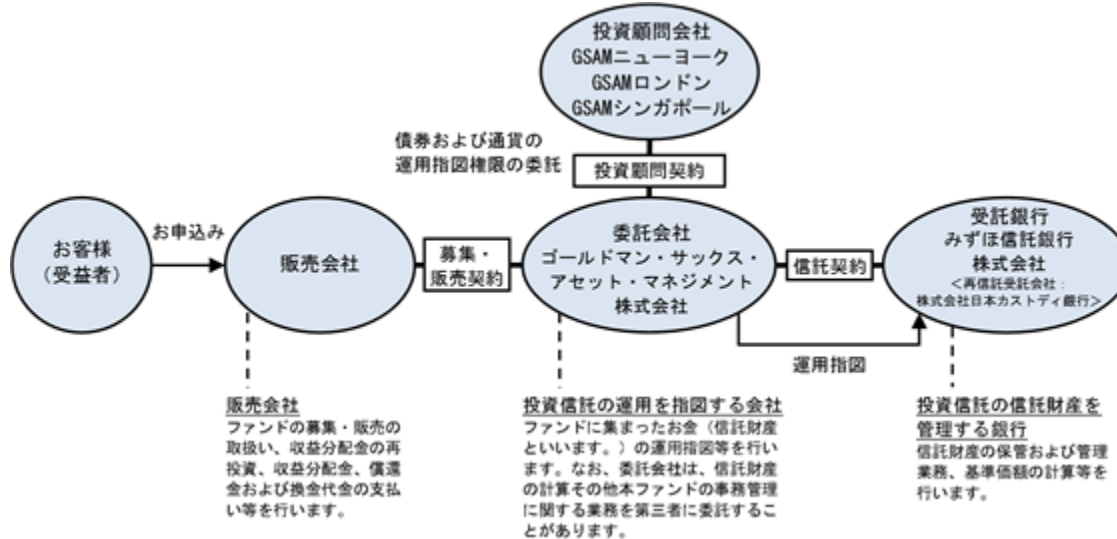 投資顧問会社
GSAMニューヨーク
GSAMロンドン
GSAMシンガポール
債券および通貨の
運用指図権限の委託
投資顧問契約
お客様
（受益者）
お申込み
販売会社
募集・
販売契約
委託会社
ゴールドマン・サックス・
アセット・マネジメント
株式会社
信託契約
受託銀行
みずほ信託銀行
株式会社
＜再信託受託会社：
株式会社日本カストディ銀行＞
運用指図
販売会社
ファンドの募集・販売の
取扱い、収益分配金の再
投資、収益分配金、償還
金および換金代金の支払
い等を行います。
投資信託の運用を指図する会社
ファンドに集まったお金（信託財産
といいます。）の運用指図等を行い
ます。なお、委託会社は、信託財産
の計算その他本ファンドの事務管理
に関する業務を第三者に委託するこ
とがあります。
投資信託の信託財産を
管理する銀行
信託財産の保管および管理
業務、基準価額の計算等を
行います。